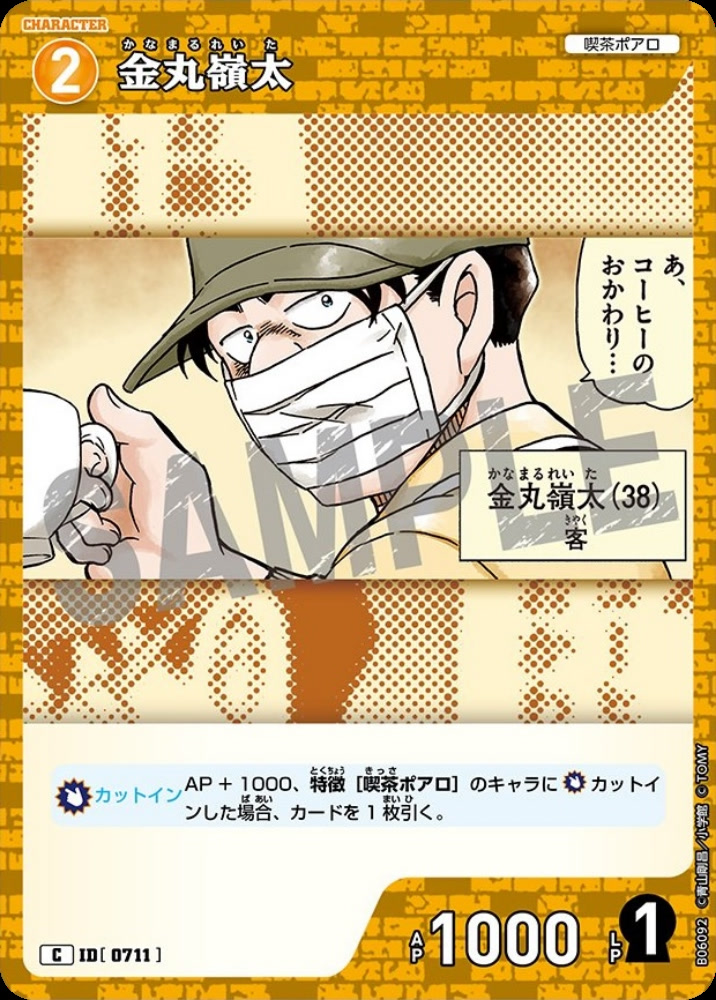 CHARACTER
2
かなまるれいた
金丸嶺太
喫茶ポアロ
あ、
コーヒーの
おかわり…
かなまるれいた
金丸嶺太(38)
きゃく
客
SAMPLE
とくちょう きっさ
カットイン AP + 1000、特徴［喫茶ポアロ］のキャラに カットイ
ばあい まいひ
ンした場合、カードを 1 枚引く。
C ID[ 0711 ]
AP 1000
LP 1
B06092 ©青山剛昌／小学館 ©TOMY